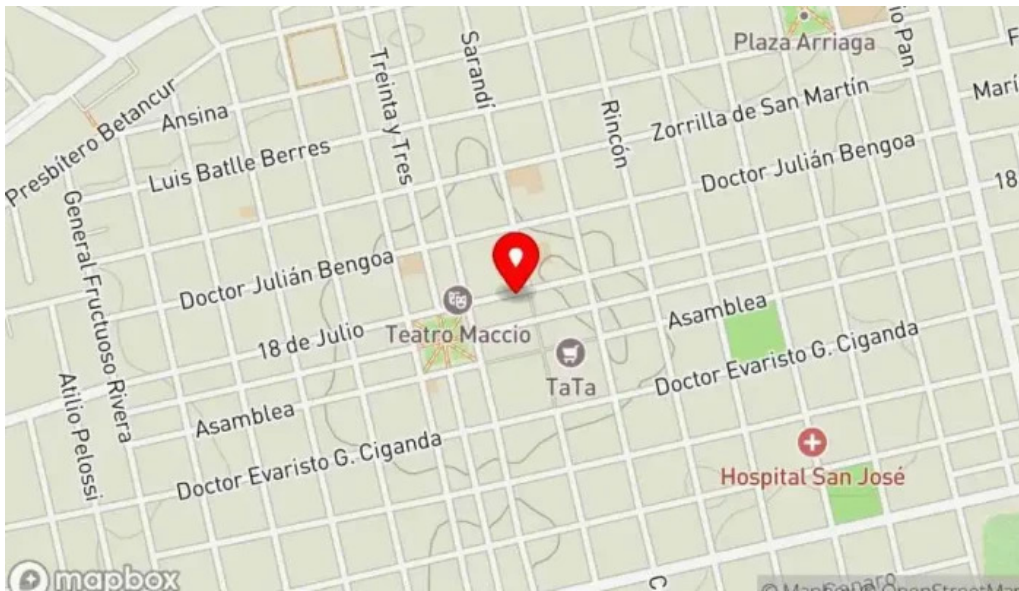 Plaza Arriaga
Sarandí
Treinta y Tres
Presbítero Betancur
Ansina
Rincón
Zorrilla de San Martín
Marí
Luis Batlle Berres
Doctor Julián Bengoa
18
General Fructuoso Rivera
Doctor Julián Bengoa
Teatro Maccio
18 de Julio
Asamblea
TaTa
Doctor Evaristo G. Ciganda
Atilio Pelossi
Asamblea
Doctor Evaristo G. Ciganda
Hospital San José
mapbox